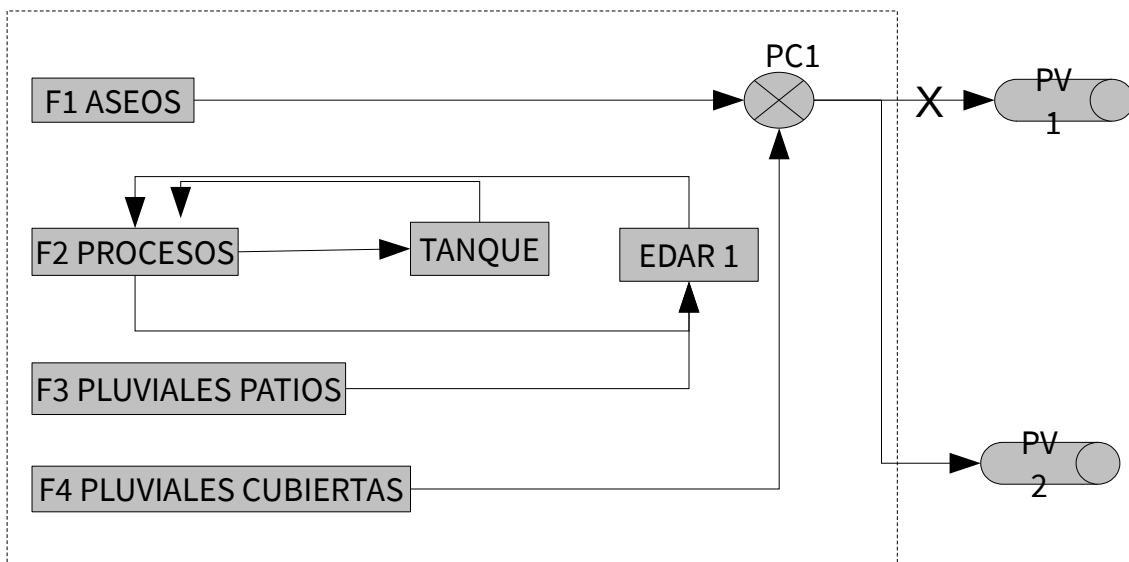 PC1
F1 ASEOS
PV
1
X
F2 PROCESOS
TANQUE
EDAR 1
F3 PLUVIALES PATIOS
F4 PLUVIALES CUBIERTAS
PV
2